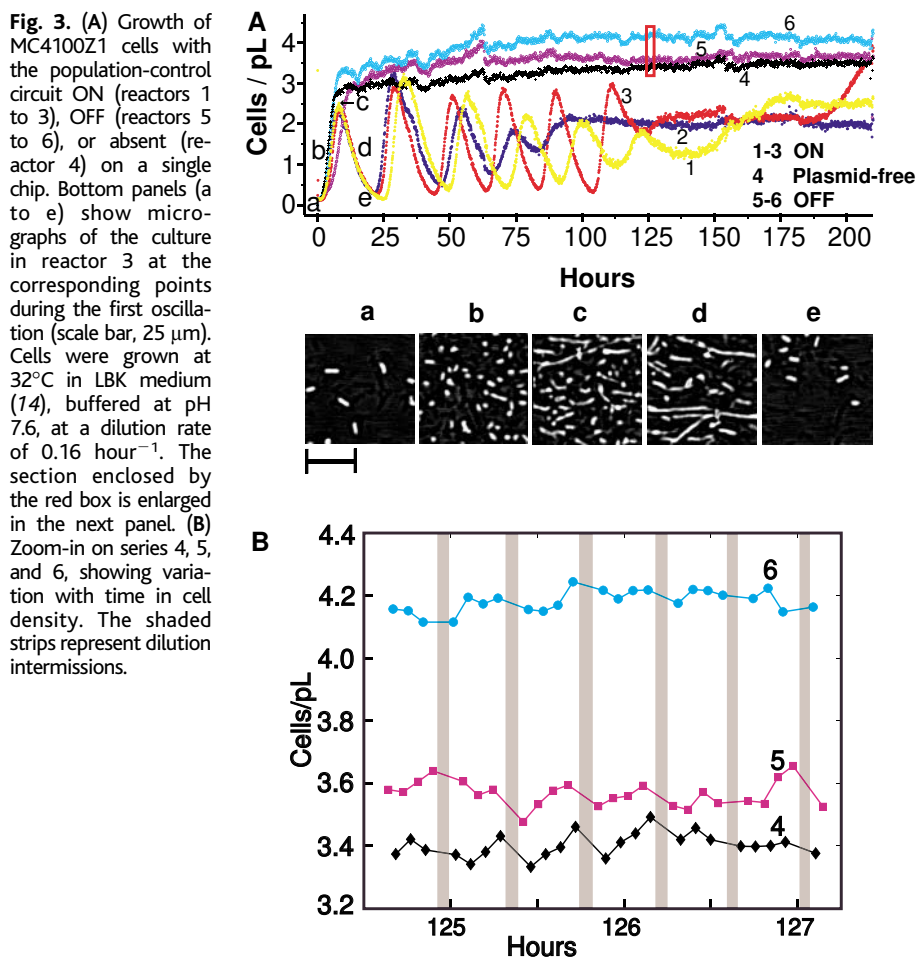 Fig. 3. (A) Growth of
MC4100Z1 cells with
the population-control
circuit ON (reactors 1
to 3), OFF (reactors 5
to 6), or absent (re-
actor 4) on a single
chip. Bottom panels (a
to e) show micro-
graphs of the culture
in reactor 3 at the
corresponding points
during the first oscilla-
tion (scale bar, 25 μm).
Cells were grown at
32°C in LBK medium
(14), buffered at pH
7.6, at a dilution rate
of 0.16 hour⁻¹. The
section enclosed by
the red box is enlarged
in the next panel. (B)
Zoom-in on series 4, 5,
and 6, showing varia-
tion with time in cell
density. The shaded
strips represent dilution
intermissions.
A
Cells / pL
4
3
2
1
0
a
b
c
d
e
6
5
4
3
2
1
1-3 ON
4 Plasmid-free
5-6 OFF
0 25 50 75 100 125 150 175 200
Hours
a b c d e
B
Cells/pL
4.4
4.2
4.0
3.8
3.6
3.4
3.2
6
5
4
125 126 127
Hours